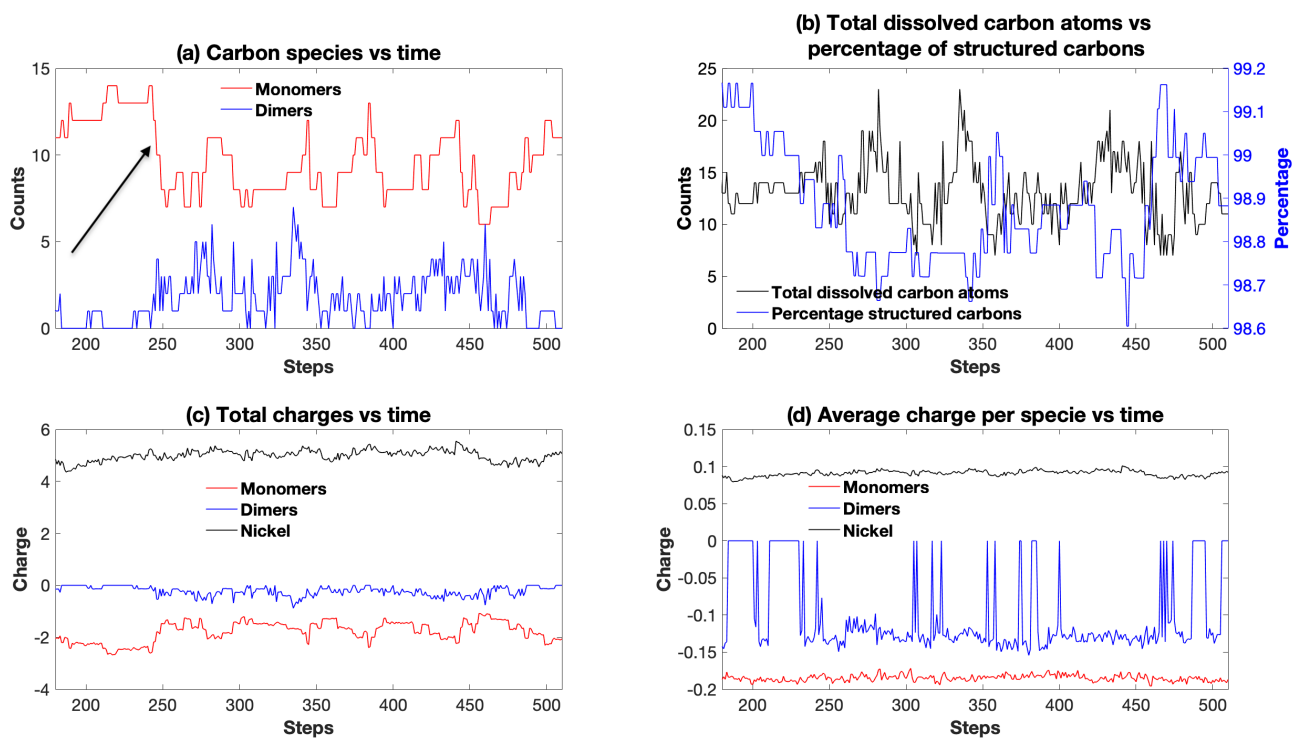 (a) Carbon species vs time
15
10
5
0
Counts
Monomers
Dimers
200 250 300 350 400 450 500
Steps
(b) Total dissolved carbon atoms vs
percentage of structured carbons
25
20
15
10
5
0
Counts
99.2
99.1
99
98.9
98.8
98.7
98.6
Percentage
Total dissolved carbon atoms
Percentage structured carbons
200 250 300 350 400 450 500
Steps
(c) Total charges vs time
6
4
2
0
-2
-4
Charge
Monomers
Dimers
Nickel
200 250 300 350 400 450 500
Steps
(d) Average charge per specie vs time
0.15
0.1
0.05
0
-0.05
-0.1
-0.15
-0.2
Charge
Monomers
Dimers
Nickel
200 250 300 350 400 450 500
Steps